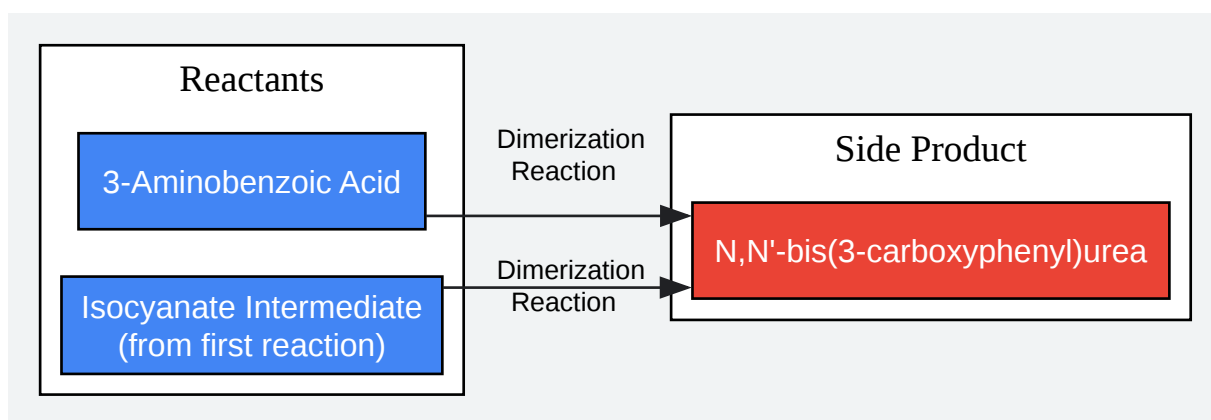 Reactants
3-Aminobenzoic Acid
Isocyanate Intermediate
(from first reaction)
Dimerization
Reaction
Dimerization
Reaction
Side Product
N,N'-bis(3-carboxyphenyl)urea